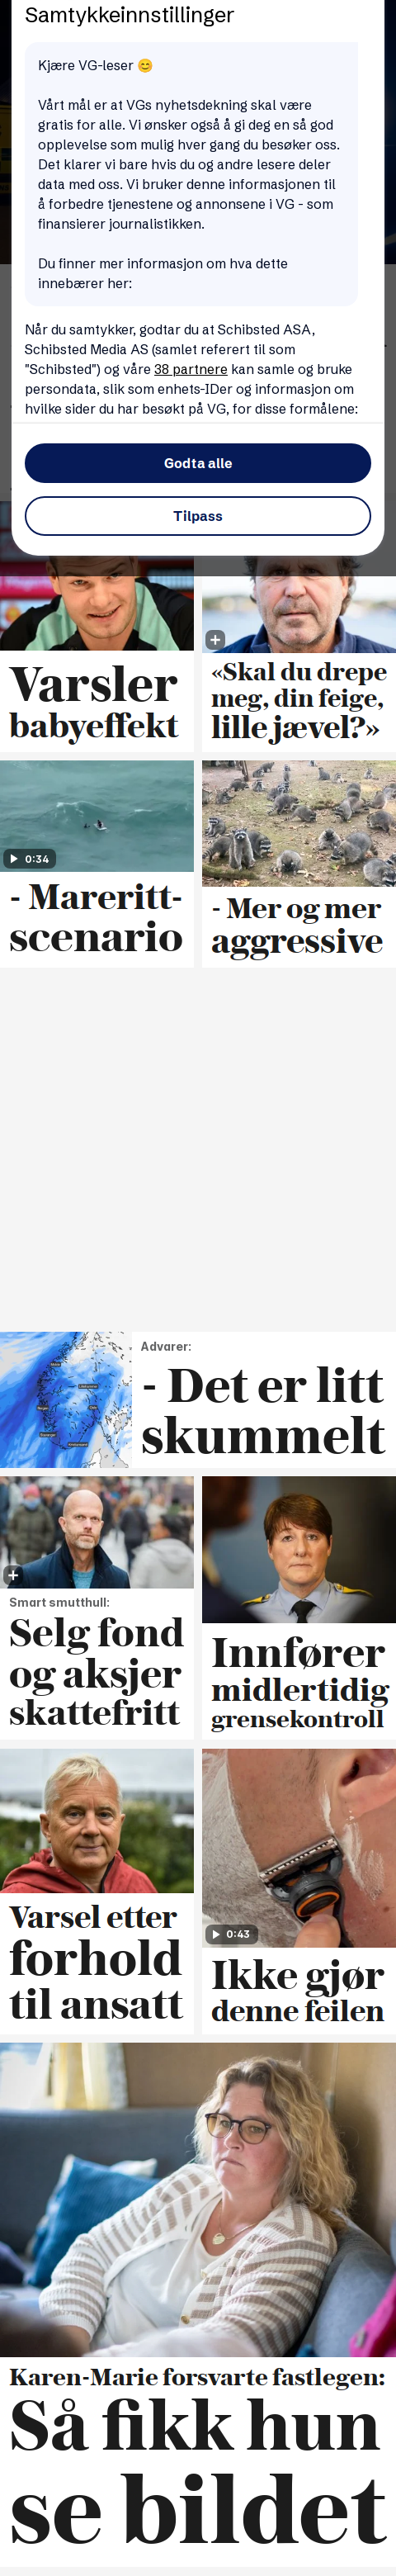 Samtykkeinnstillinger
Kjære VG-leser 😊
Vårt mål er at VGs nyhetsdekning skal være
gratis for alle. Vi ønsker også å gi deg en så god
opplevelse som mulig hver gang du besøker oss.
Det klarer vi bare hvis du og andre lesere deler
data med oss. Vi bruker denne informasjonen til
å forbedre tjenestene og annonsene i VG - som
finansierer journalistikken.
Du finner mer informasjon om hva dette
innebærer her:
Når du samtykker, godtar du at Schibsted ASA,
Schibsted Media AS (samlet referert til som
"Schibsted") og våre 38 partnere kan samle og bruke
persondata, slik som enhets-IDer og informasjon om
hvilke sider du har besøkt på VG, for disse formålene:
Godta alle
Tilpass
Varsler
babyeffekt
«Skal du drepe
meg, din feige,
lille jævel?»
0:34
- Mareritt-
scenario
- Mer og mer
aggressive
Advarer:
- Det er litt
skummelt
Smart smutthull:
Selg fond
og aksjer
skattefritt
Innfører
midlertidig
grensekontroll
Varsel etter
forhold
til ansatt
0:43
Ikke gjør
denne feilen
Karen-Marie forsvarte fastlegen:
Så fikk hun
se bildet